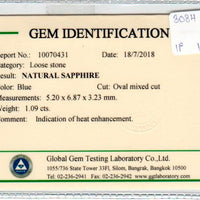 GEM IDENTIFICATION
3084
1P
Report No.: 10070431 Date: 18/7/2018
Category: Loose stone
Result: NATURAL SAPPHIRE
Color: Blue Cut: Oval mixed cut
Measurements: 5.20 x 6.87 x 3.23 mm.
Weight: 1.09 cts.
Comment: Indication of heat enhancement.
Global Gem Testing Laboratory Co.,Ltd.
1055/736 State Tower 33Fl, Silom, Bangrak, Bangkok 10500
Tel: 02-236-2941 Fax: 02-236-2961 www.ggtlaboratory.com